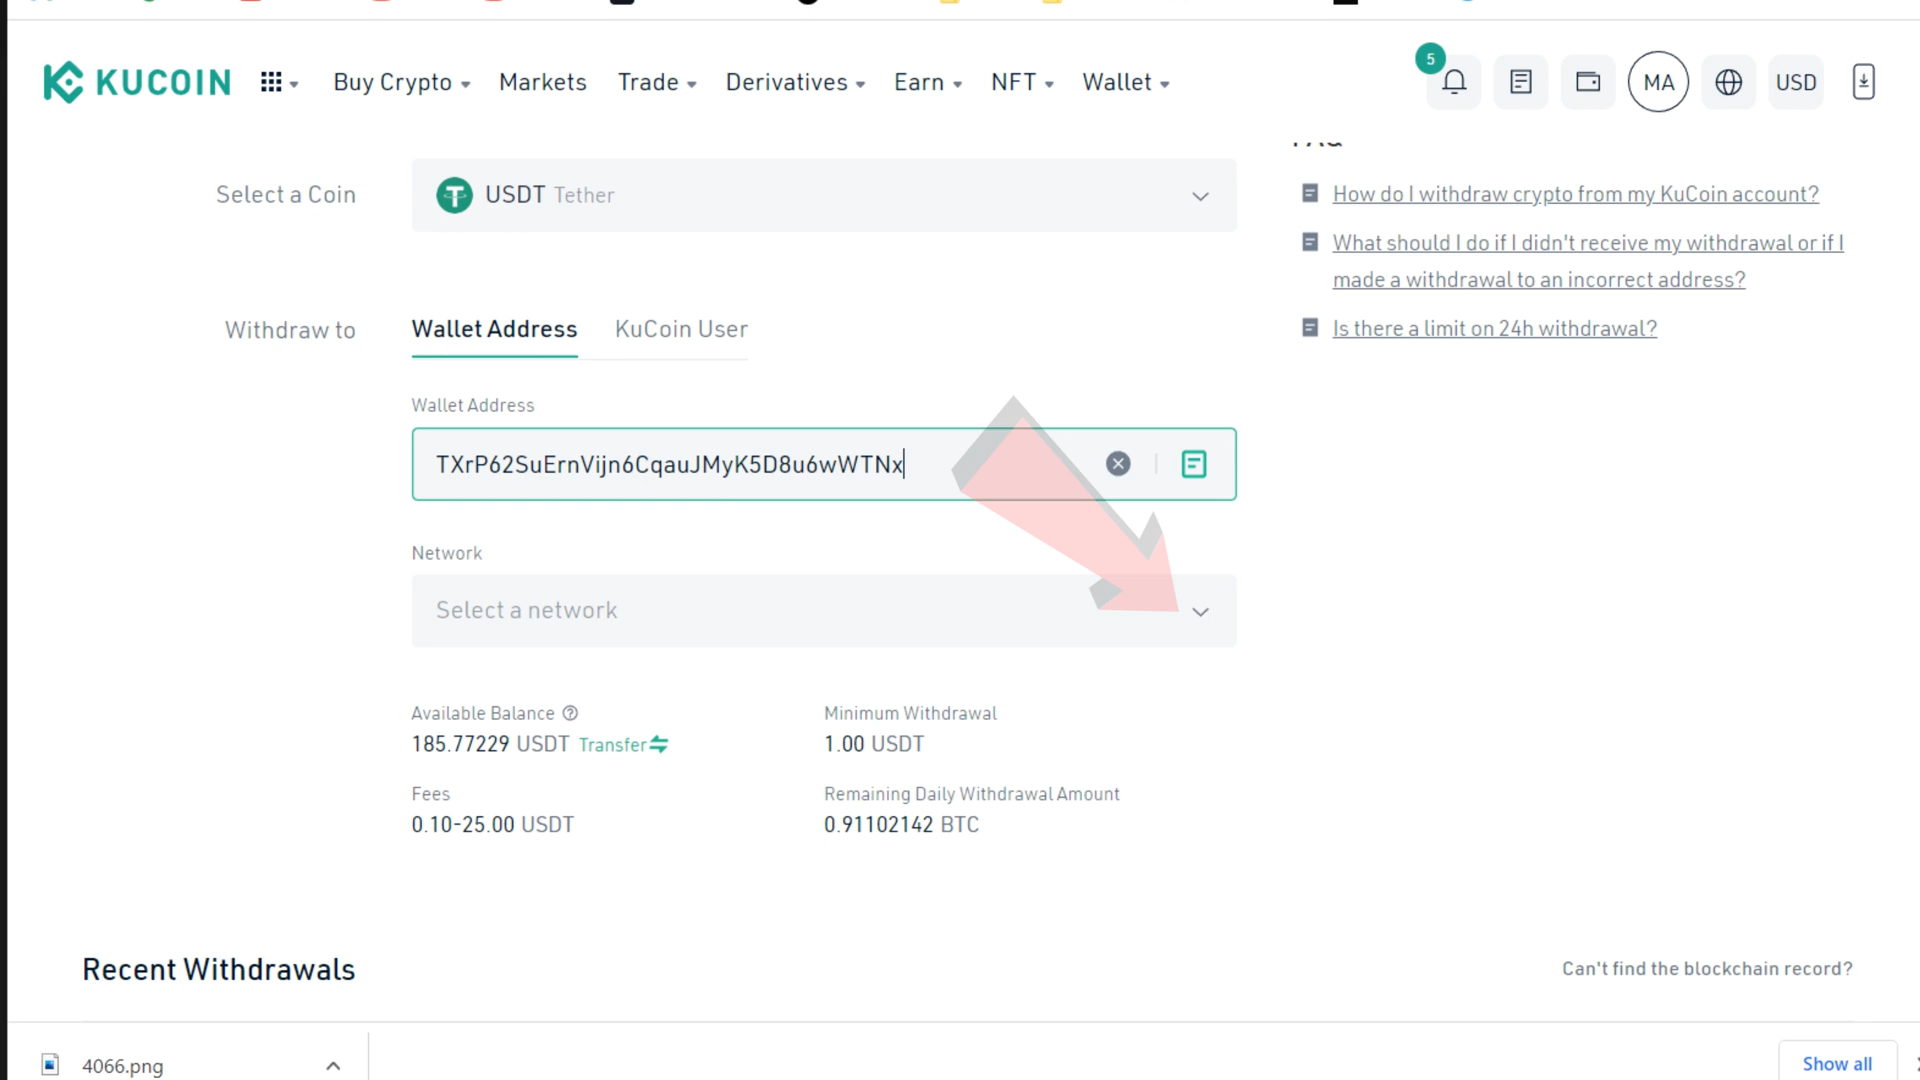 KUCOIN
Buy Crypto
Markets
Trade
Derivatives
Earn
NFT
Wallet
5
MA
USD
Select a Coin
USDT Tether
FAQ
How do I withdraw crypto from my KuCoin account?
What should I do if I didn't receive my withdrawal or if I
made a withdrawal to an incorrect address?
Is there a limit on 24h withdrawal?
Withdraw to
Wallet Address
KuCoin User
Wallet Address
TXrP62SuErnVijn6CqauJMyK5D8u6wWTNx
Network
Select a network
Available Balance
185.77229 USDT Transfer
Minimum Withdrawal
1.00 USDT
Fees
0.10-25.00 USDT
Remaining Daily Withdrawal Amount
0.91102142 BTC
Recent Withdrawals
Can't find the blockchain record?
4066.png
Show all